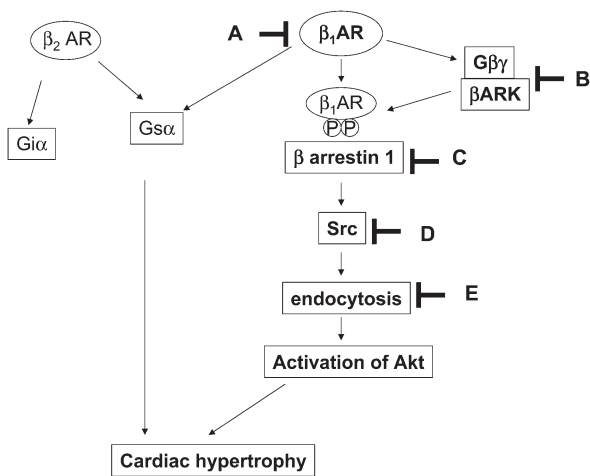 A
β₁AR
β₂ AR
Gβγ
βARK
B
β₁AR
P P
Gsα
Giα
β arrestin 1
C
Src
D
endocytosis
E
Activation of Akt
Cardiac hypertrophy